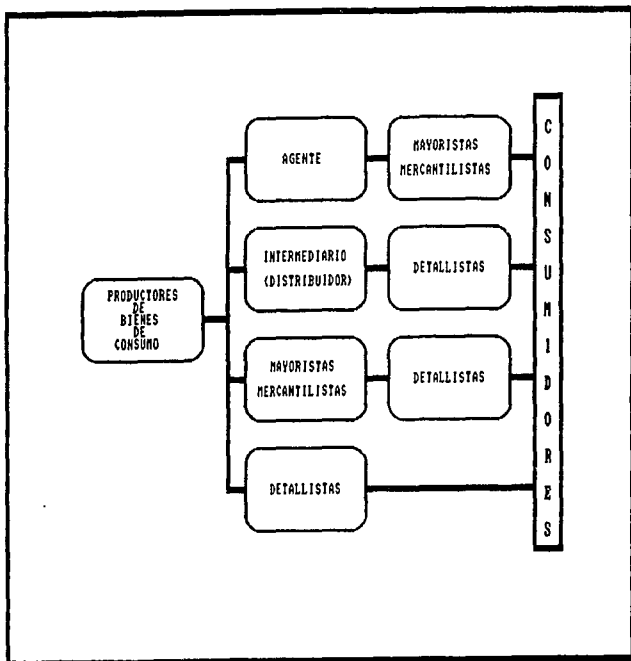 PRODUCTORES
DE
BIENES
DE
CONSUMO
AGENTE
MAYORISTAS
MERCANTILISTAS
INTERMEDIARIO
(DISTRIBUIDOR)
DETALLISTAS
MAYORISTAS
MERCANTILISTAS
DETALLISTAS
DETALLISTAS
CONSUMIDORES